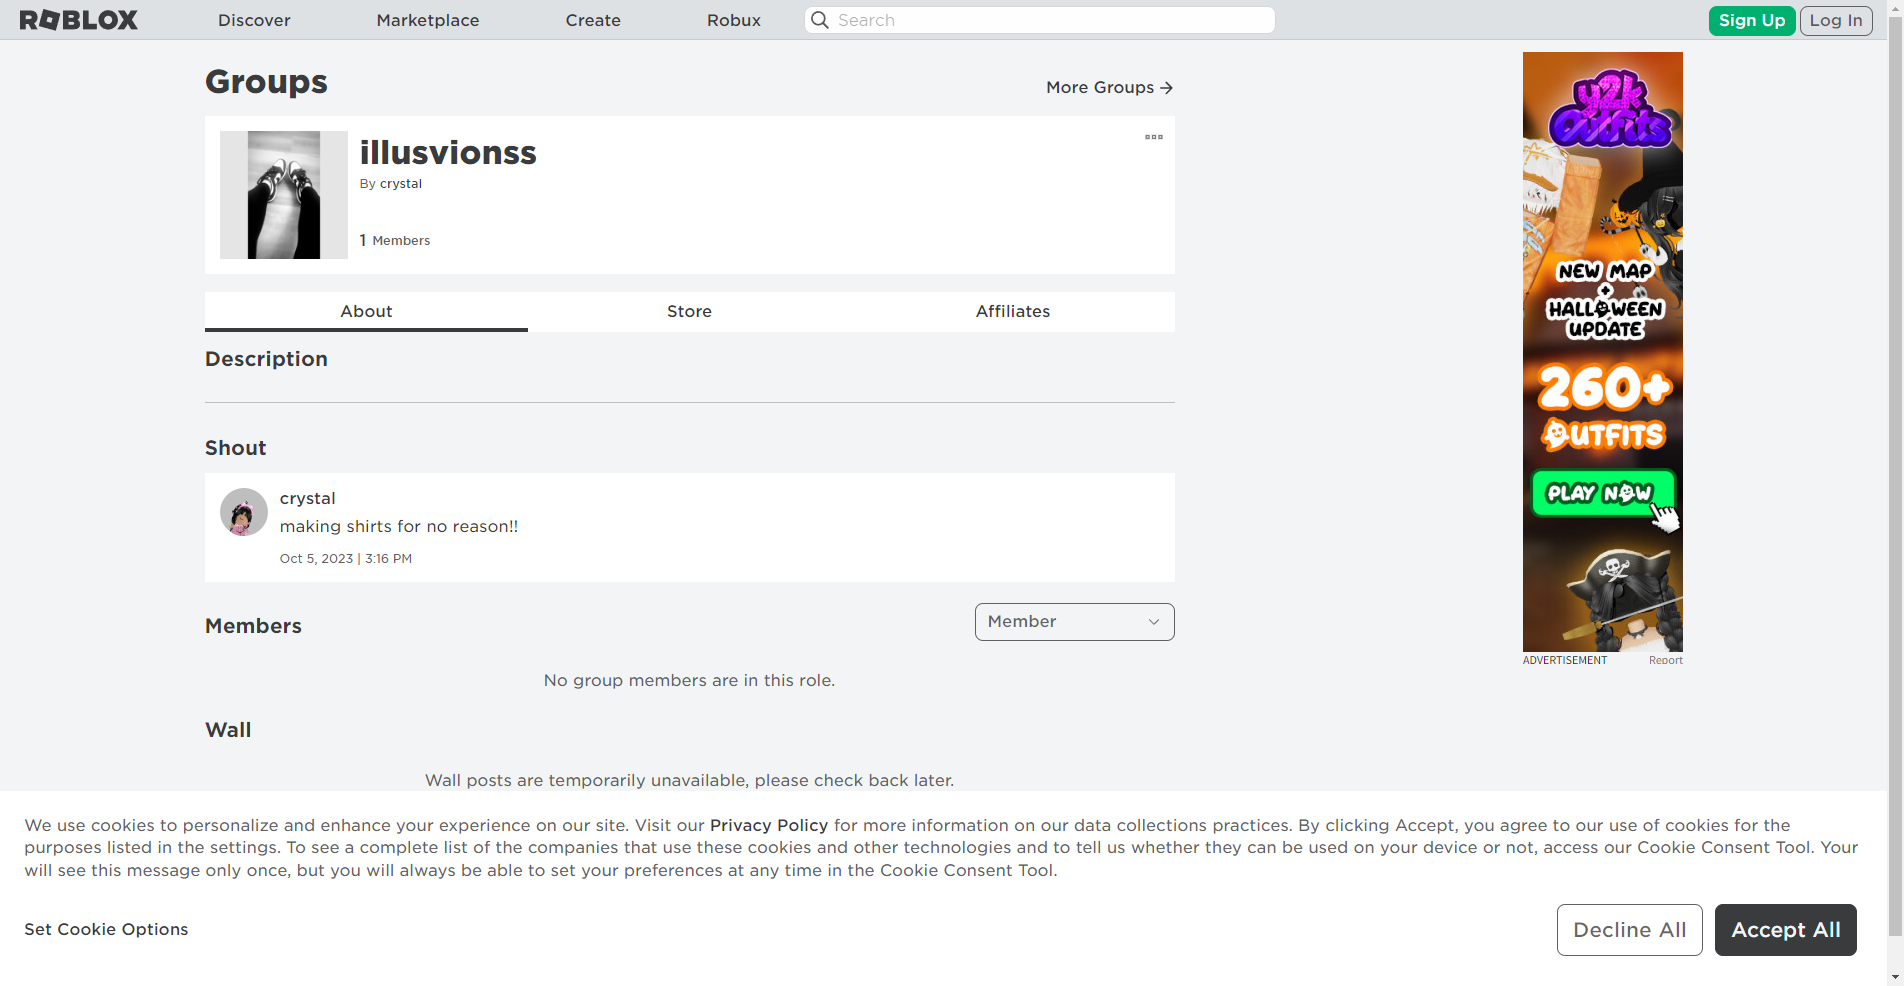 ROBLOX Discover Marketplace Create Robux Search Sign Up Log In
Groups
More Groups
illusvionss
By crystal
1 Members
About Store Affiliates
Description
Shout
crystal
making shirts for no reason!!
Oct 5, 2023 | 3:16 PM
Members
Member
No group members are in this role.
Wall
Wall posts are temporarily unavailable, please check back later.
y2k
Outfits
NEW MAP
+
HALLOWEEN
UPDATE
260+
OUTFITS
PLAY NOW
ADVERTISEMENT Report
We use cookies to personalize and enhance your experience on our site. Visit our Privacy Policy for more information on our data collections practices. By clicking Accept, you agree to our use of cookies for the
purposes listed in the settings. To see a complete list of the companies that use these cookies and other technologies and to tell us whether they can be used on your device or not, access our Cookie Consent Tool. Your
will see this message only once, but you will always be able to set your preferences at any time in the Cookie Consent Tool.
Set Cookie Options
Decline All
Accept All